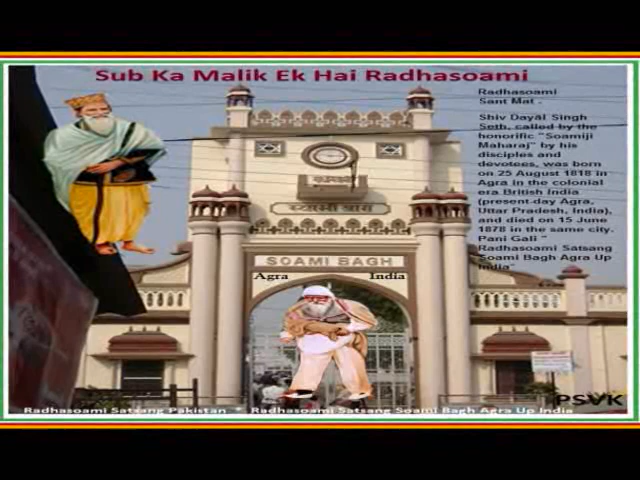 Sub Ka Malik Ek Hai Radhasoami
Radhasoami
Sant Mat .
Shiv Dayāl Singh
Seth, called by the
honorific "Soamiji
Maharaj" by his
disciples and
devotees, was born
on 25 August 1818 in
Agra in the colonial
era British India
(present-day Agra,
Uttar Pradesh, India),
and died on 15 June
1878 in the same city.
Pani Gali "
Radhasoami Satsang
Soami Bagh Agra Up
India"
SOAMI BAGH
Agra India
PSVK
Radhasoami Satsang Pakistan * Radhasoami Satsang Soami Bagh Agra Up India